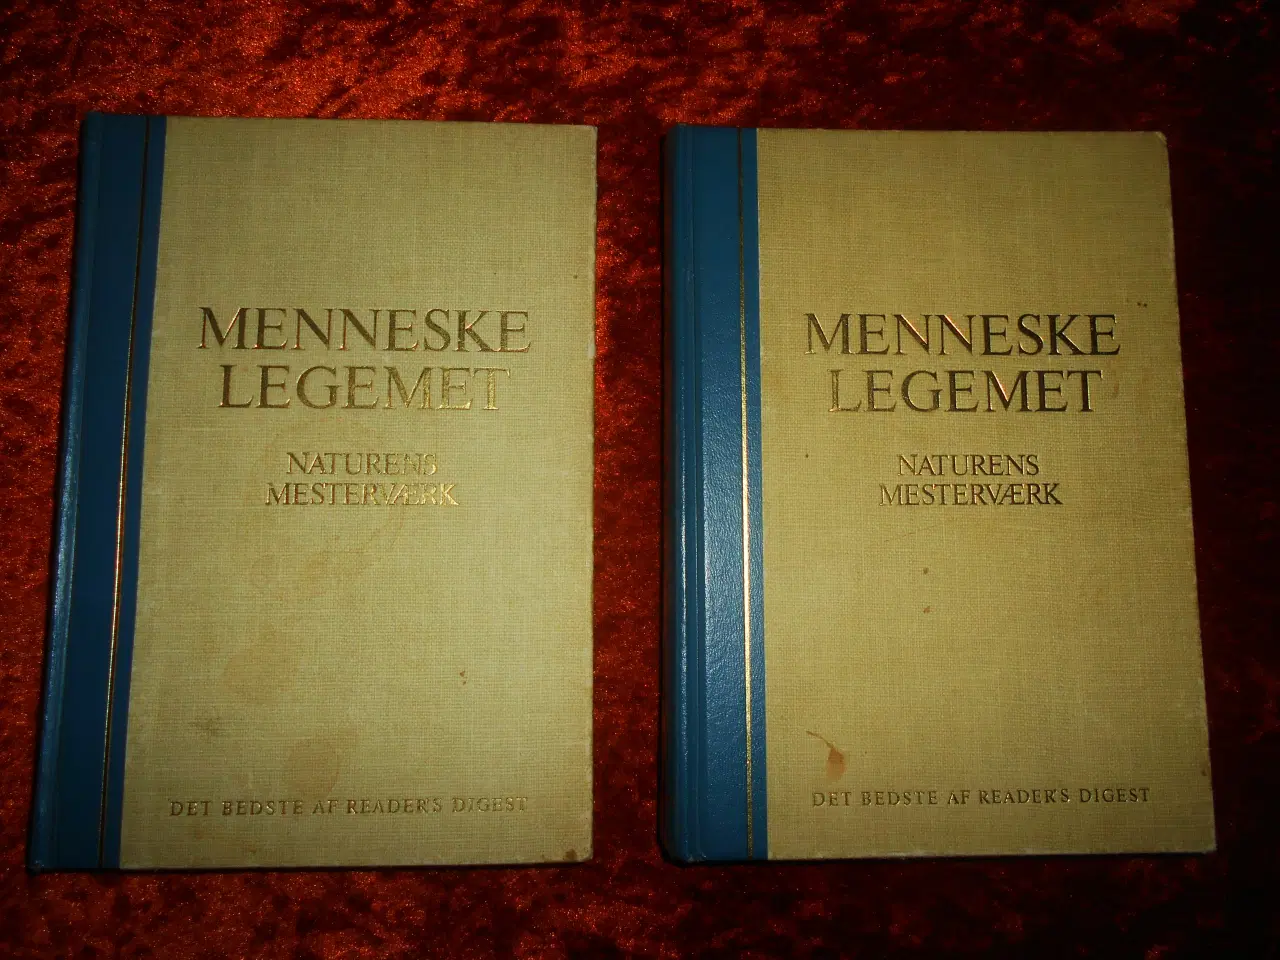 MENNESKE
LEGEMET
NATURENS
MESTERVÆRK
DET BEDSTE AF READER'S DIGEST
MENNESKE
LEGEMET
NATURENS
MESTERVÆRK
DET BEDSTE AF READER'S DIGEST